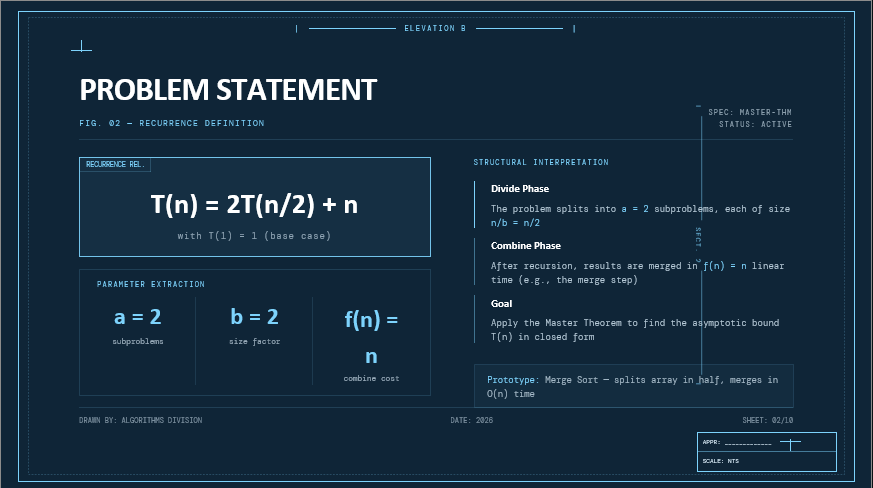 ELEVATION B
PROBLEM STATEMENT
FIG. 02 — RECURRENCE DEFINITION
SPEC: MASTER-THM
STATUS: ACTIVE
RECURRENCE REL.
T(n) = 2T(n/2) + n
with T(1) = 1 (base case)
PARAMETER EXTRACTION
a = 2
subproblems
b = 2
size factor
f(n) =
n
combine cost
STRUCTURAL INTERPRETATION
Divide Phase
The problem splits into a = 2 subproblems, each of size
n/b = n/2
SECT.
Combine Phase
After recursion, results are merged in f(n) = n linear
time (e.g., the merge step)
Goal
Apply the Master Theorem to find the asymptotic bound
T(n) in closed form
Prototype: Merge Sort — splits array in half, merges in
O(n) time
DRAWN BY: ALGORITHMS DIVISION
DATE: 2026
SHEET: 02/10
APPR: _____________
SCALE: NTS